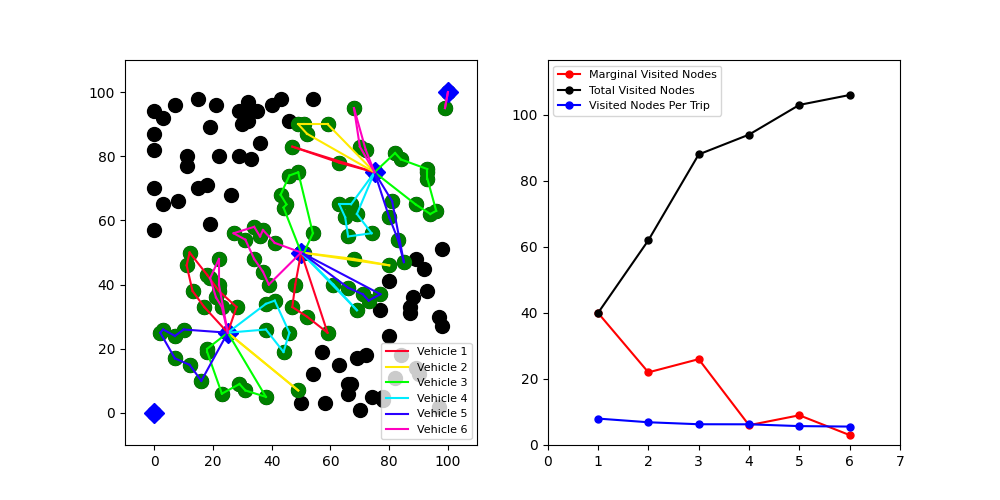 100
80
60
40
20
0
0
20
40
60
80
100
Vehicle 1
Vehicle 2
Vehicle 3
Vehicle 4
Vehicle 5
Vehicle 6
Marginal Visited Nodes
Total Visited Nodes
Visited Nodes Per Trip
100
80
60
40
20
0
0
1
2
3
4
5
6
7